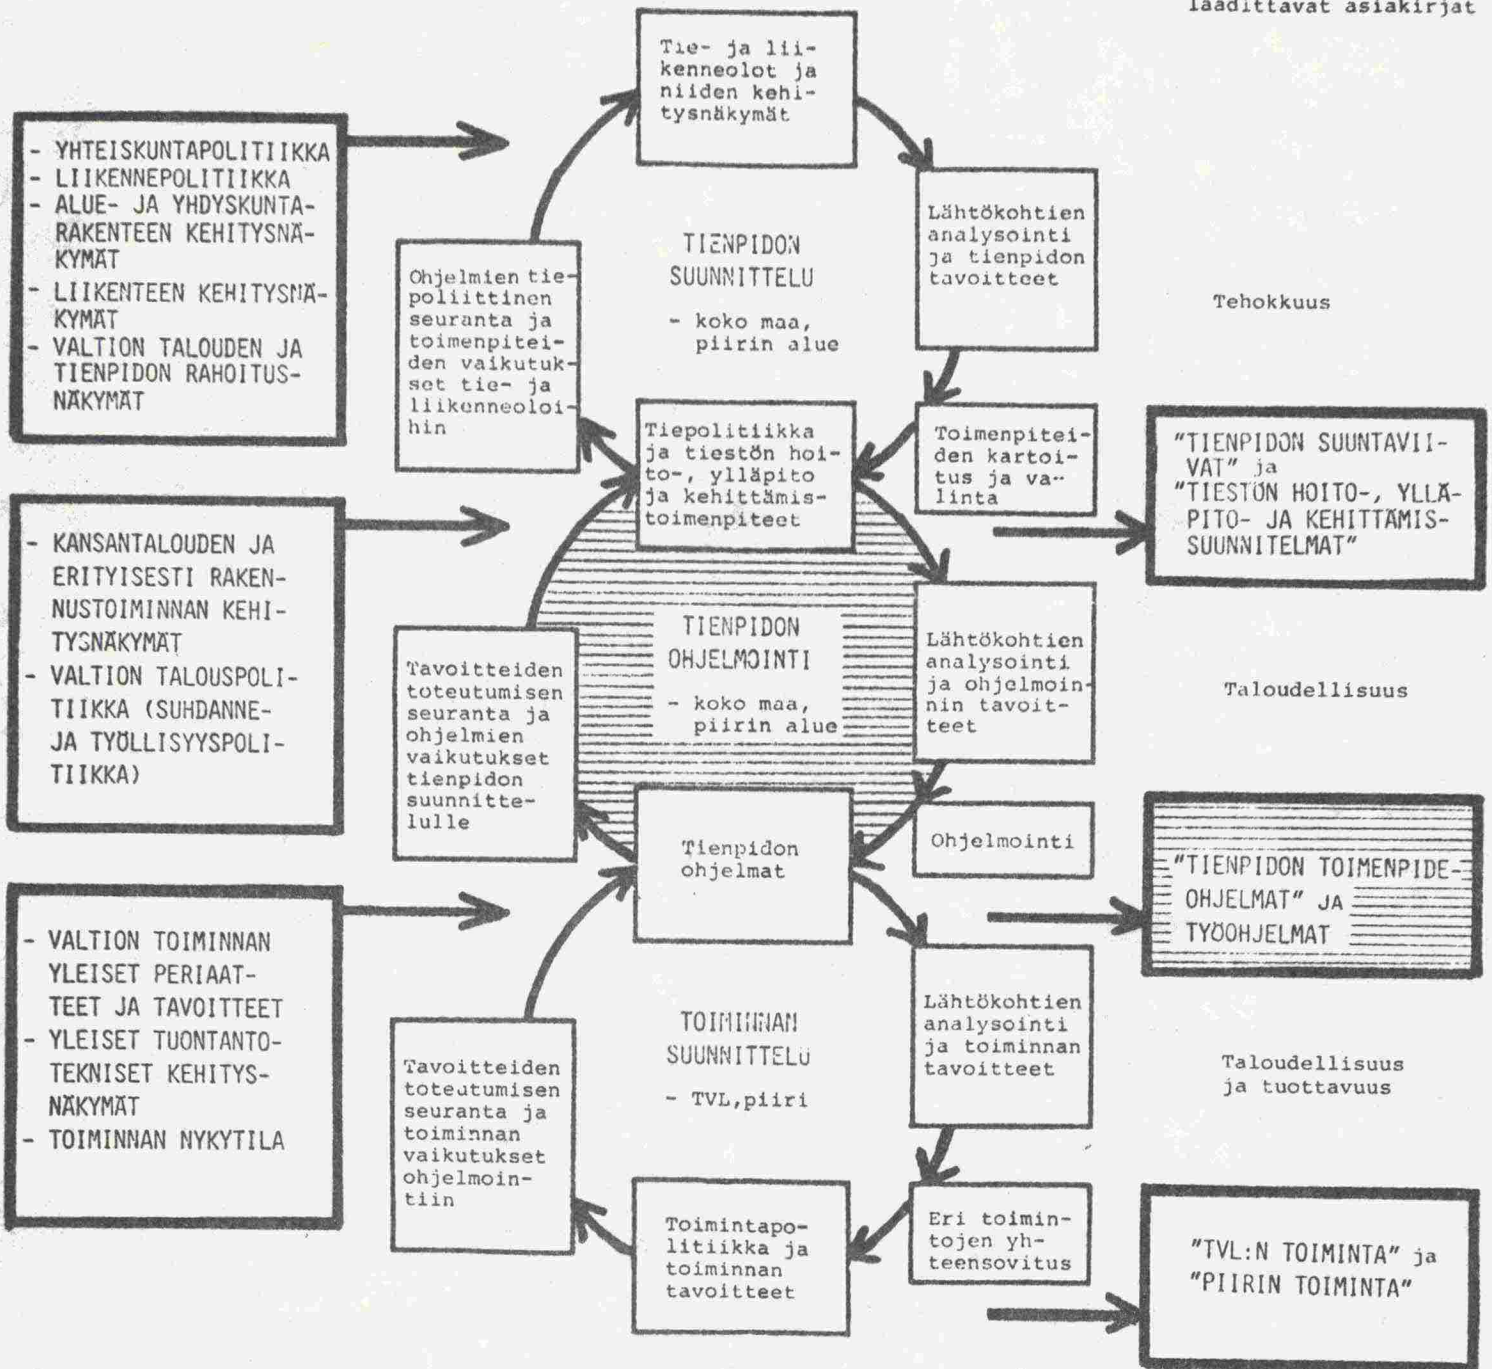 laadittavat asiakirjat
Tie- ja lii-
kenneolot ja
niiden kehi-
tysnäkymät
- YHTEISKUNTAPOLITIIKKA
- LIIKENNEPOLITIIKKA
- ALUE- JA YHDYSKUNTA-
RAKENTEEN KEHITYSNÄ-
KYMÄT
- LIIKENTEEN KEHITYSNÄ-
KYMÄT
- VALTION TALOUDEN JA
TIENPIDON RAHOITUS-
NÄKYMÄT
Ohjelmien tie-
poliittinen
seuranta ja
toimenpitei-
den vaikutuk-
set tie- ja
liikenneoloi-
hin
TIENPIDON
SUUNNITTELU
- koko maa,
piirin alue
Lähtökohtien
analysointi
ja tienpidon
tavoitteet
Tehokkuus
Tiepolitiikka
ja tiestön hoi-
to-, ylläpito
ja kehittämis-
toimenpiteet
Toimenpitei-
den kartoi-
tus ja va-
linta
"TIENPIDON SUUNTAVII-
VAT" ja
"TIESTÖN HOITO-, YLLÄ-
PITO- JA KEHITTÄMIS-
SUUNNITELMAT"
- KANSANTALOUDEN JA
ERITYISESTI RAKEN-
NUSTOIMINNAN KEHI-
TYSNÄKYMÄT
- VALTION TALOUSPOLI-
TIIKKA (SUHDANNE-
JA TYÖLLISYYSPOLI-
TIIKKA)
Tavoitteiden
toteutumisen
seuranta ja
ohjelmien
vaikutukset
tienpidon
suunnitte-
lulle
TIENPIDON
OHJELMOINTI
- koko maa,
piirin alue
Lähtökohtien
analysointi
ja ohjelmoin-
nin tavoit-
teet
Taloudellisuus
Tienpidon
ohjelmat
Ohjelmointi
"TIENPIDON TOIMENPIDE-
OHJELMAT" JA
TYÖOHJELMAT
- VALTION TOIMINNAN
YLEISET PERIAAT-
TEET JA TAVOITTEET
- YLEISET TUONTANTO-
TEKNISET KEHITYS-
NÄKYMÄT
- TOIMINNAN NYKYTILA
Tavoitteiden
toteutumisen
seuranta ja
toiminnan
vaikutukset
ohjelmoin-
tiin
TOIMINNAN
SUUNNITTELU
- TVL,piiri
Lähtökohtien
analysointi
ja toiminnan
tavoitteet
Taloudellisuus
ja tuottavuus
Toimintapo-
litiikka ja
toiminnan
tavoitteet
Eri toimin-
tojen yh-
teensovitus
"TVL:N TOIMINTA" ja
"PIIRIN TOIMINTA"